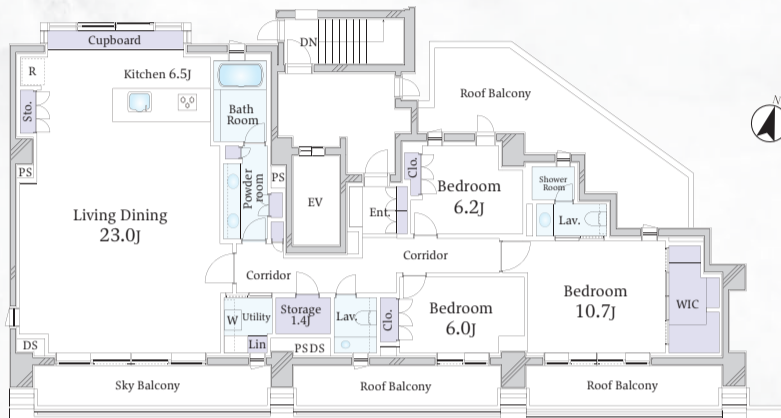 Cupboard
DN
R
Kitchen 6.5J
Sto.
Bath
Room
Roof Balcony
N
PS
Powder
room
PS
EV
Clo.
Bedroom
6.2J
Shower
Room
Lav.
Ent.
Living Dining
23.0J
Corridor
Corridor
Bedroom
10.7J
WIC
W
Utility
Storage
1.4J
Lav.
Clo.
Bedroom
6.0J
Lin
PSDS
DS
Sky Balcony
Roof Balcony
Roof Balcony